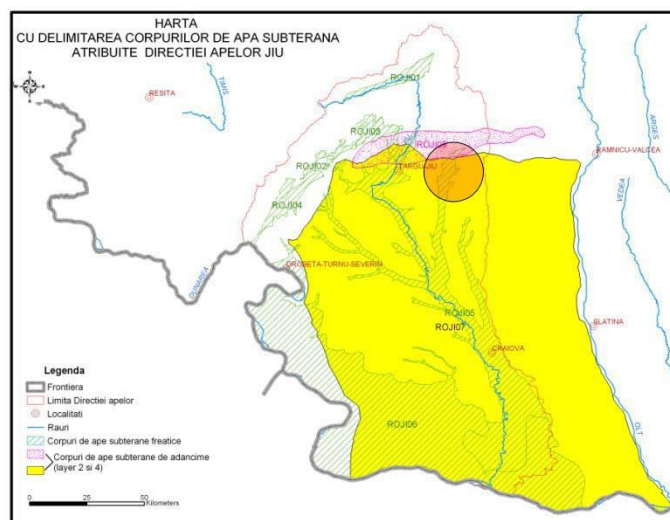 HARTA
CU DELIMITAREA CORPURILOR DE APA SUBTERANA
ATRIBUITE DIRECTIEI APELOR JIU
ROJI01
RESITA
TIMIS
ARGES
ROJI03
RAMNICU-VALCEA
ROJI02
TARGU JIU
VEDEA
ROJI04
DUNAREA
DROBETA-TURNU-SEVERIN
ROJI05
ROJI07
SLATINA
CRAIOVA
Legenda
Frontiera
Limita Directiei apelor
Localitati
Rauri
Corpuri de ape subterane freatice
Corpuri de ape subterane de adancime
(layer 2 si 4)
ROJI06
OLT
0 25 50
Kilometers